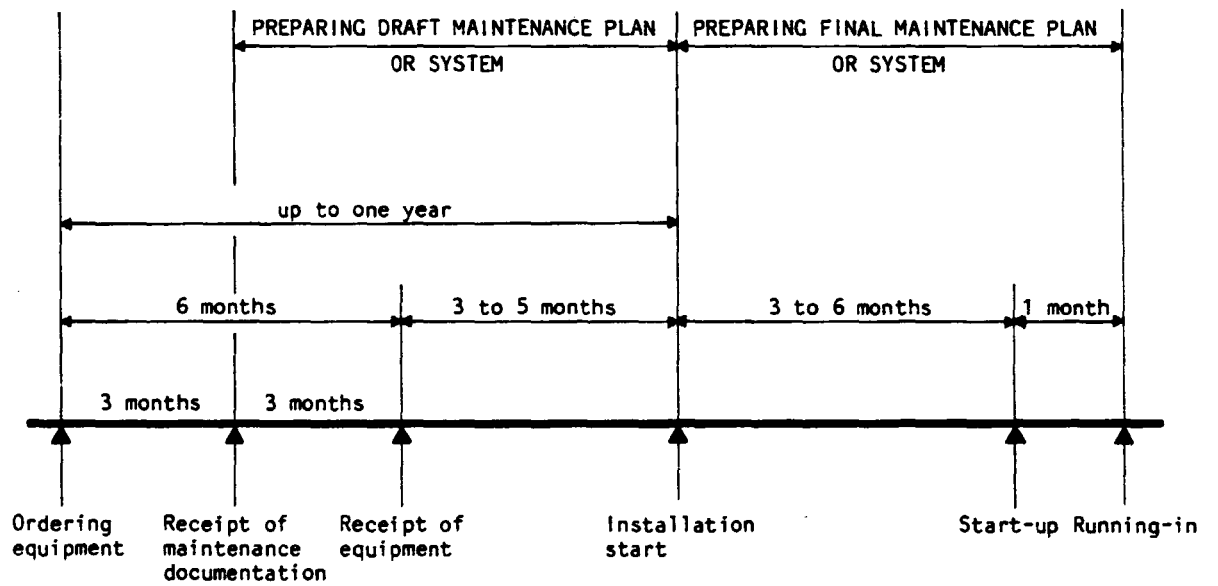 PREPARING DRAFT MAINTENANCE PLAN
OR SYSTEM
PREPARING FINAL MAINTENANCE PLAN
OR SYSTEM
up to one year
6 months
3 to 5 months
3 to 6 months
1 month
3 months
3 months
Ordering
equipment
Receipt of
maintenance
documentation
Receipt of
equipment
Installation
start
Start-up
Running-in